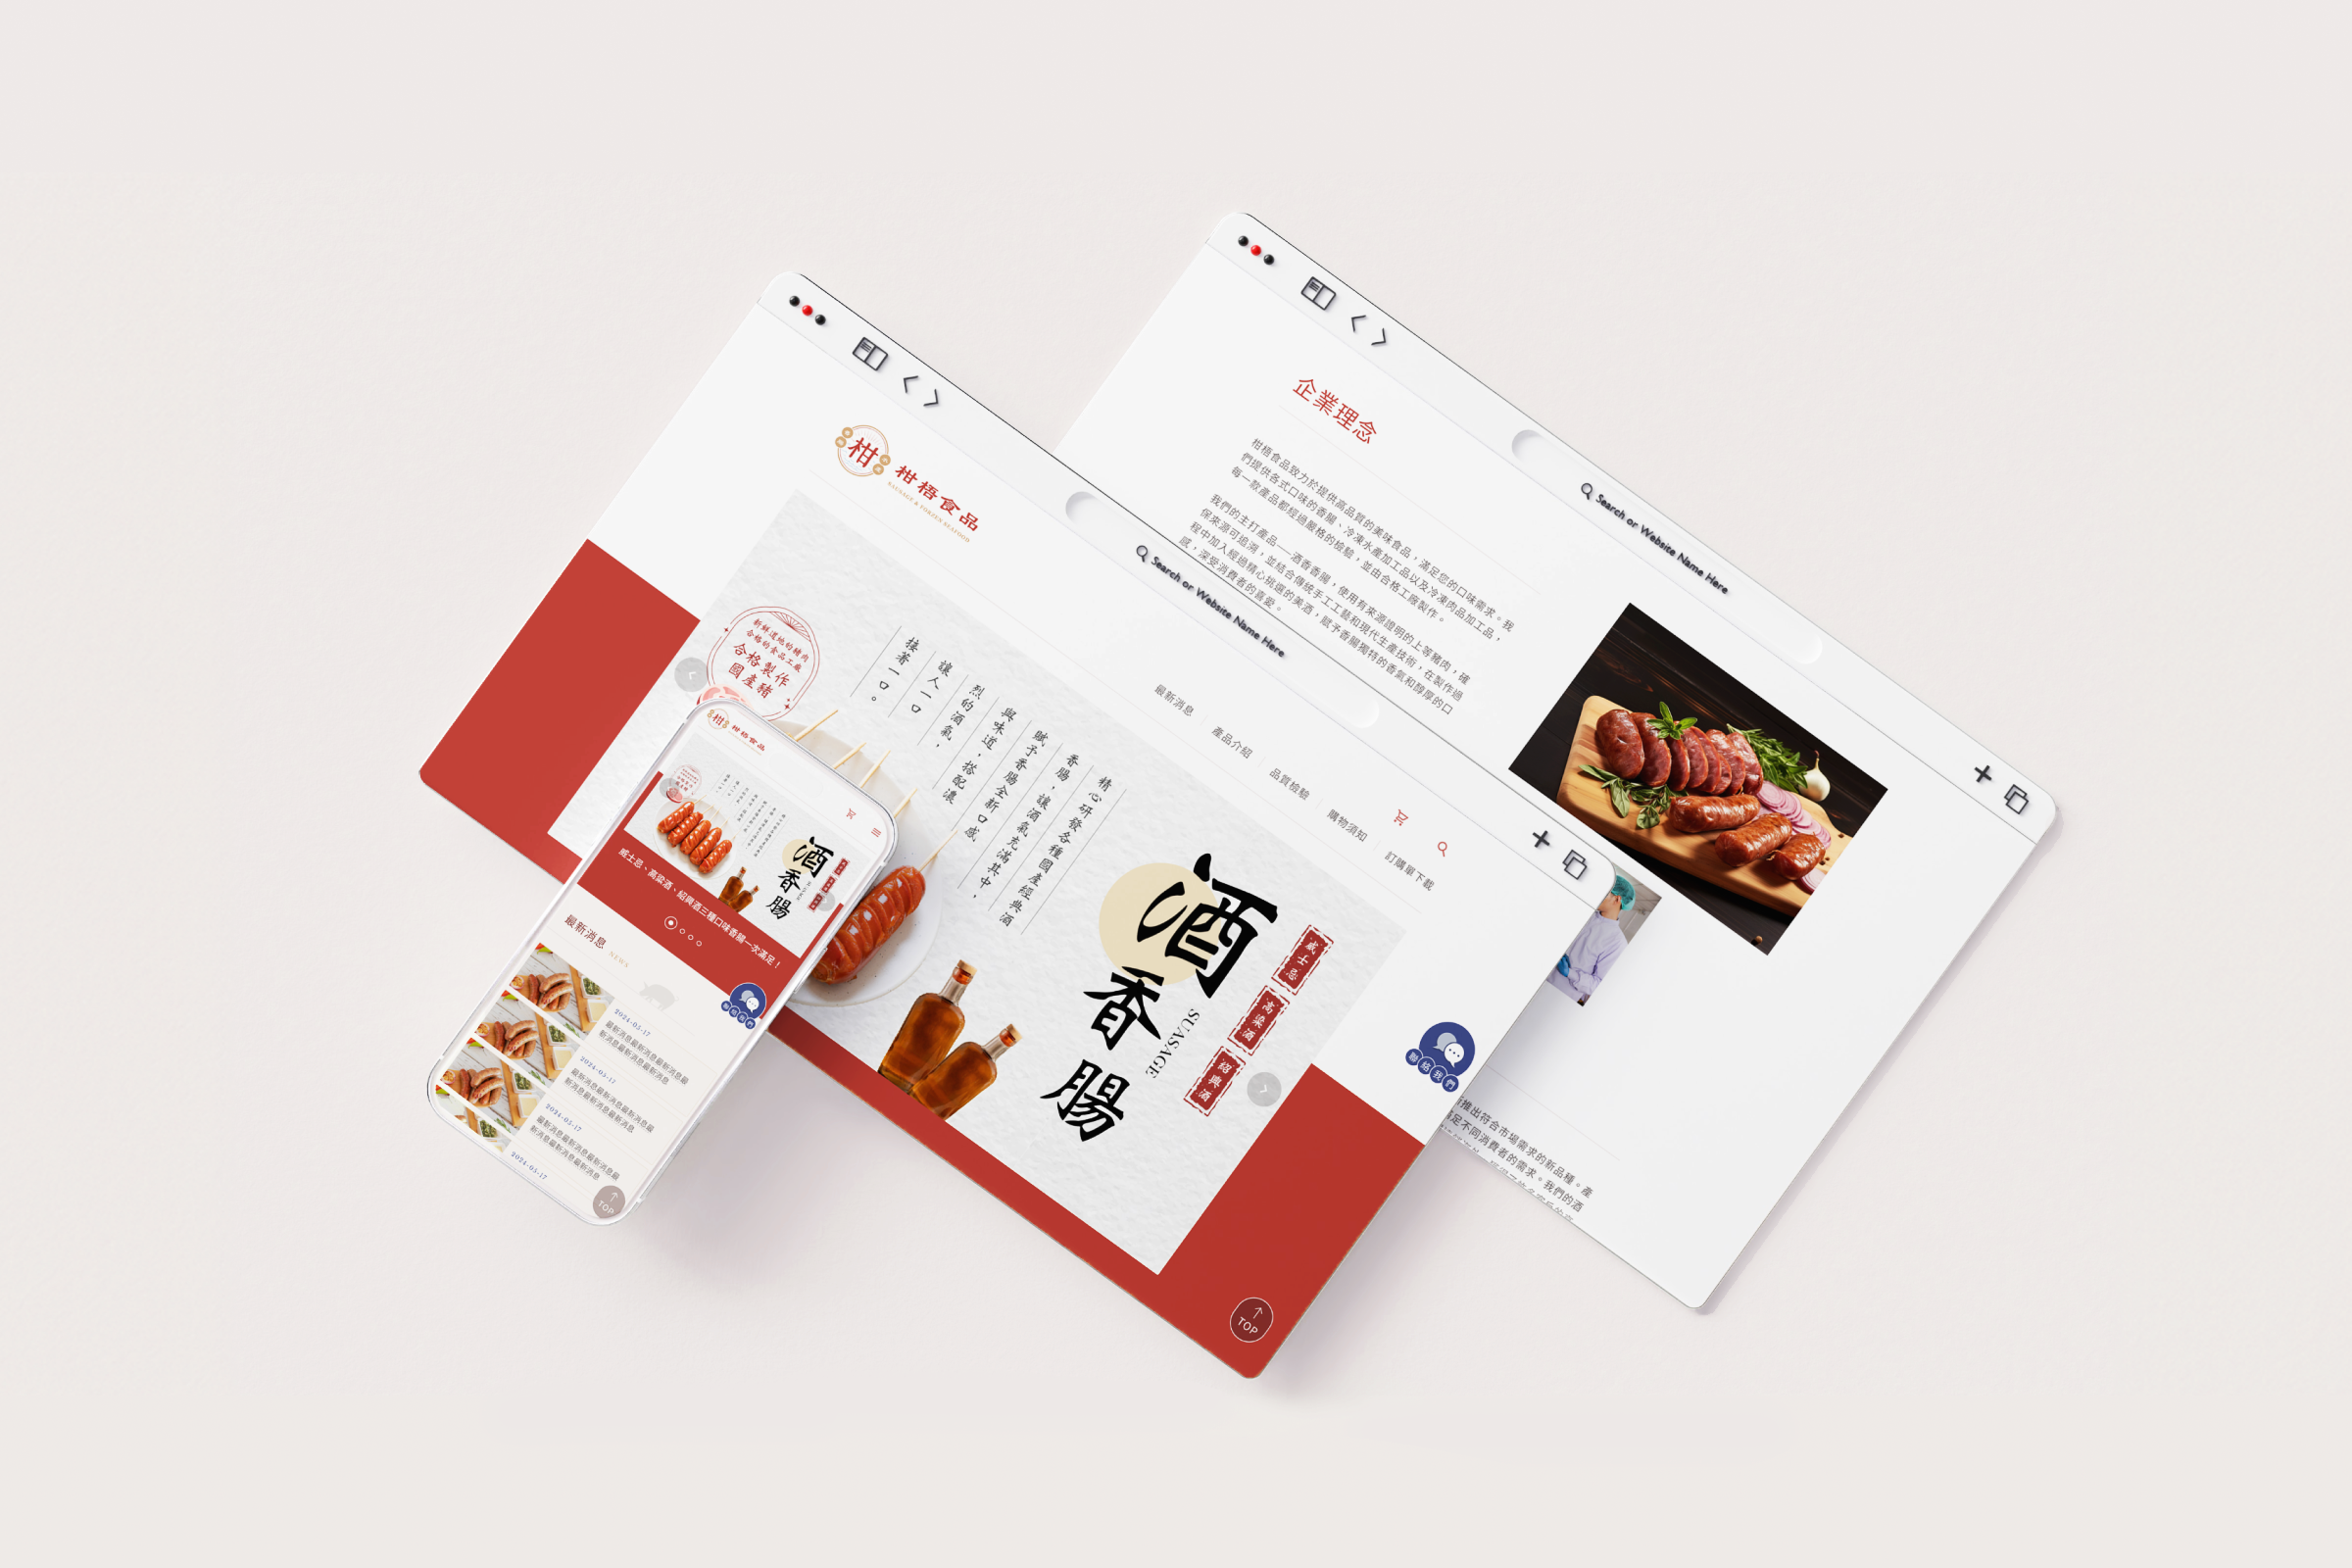 柑
柑梧食品
SAUSAGE & FORZEN SEAFOOD
Search or Website Name Here
最新消息
產品介紹
品質檢驗
購物須知
訂購單下載
新鮮道地的豬肉
合格的食品工廠
合格製作
國產豬
精心研發各種國產經典酒
香腸，讓酒氣充滿其中，
賦予香腸全新口感
與味道，搭配濃
烈的酒氣，
讓人一口
接著一口。
酒香腸
SUASAGE
威士忌
高粱酒
紹興酒
聯絡我們
TOP
Search or Website Name Here
企業理念
柑梧食品致力於提供高品質的美味食品，滿足您的口味需求。我
們提供各式口味的香腸、冷凍水產加工品以及冷凍肉品加工品，
每一款產品都經過嚴格的檢驗，並由合格工廠製作。
我們的主打產品——酒香香腸，使用有來源證明的上等豬肉，確
保來源可追溯，並結合傳統手工工藝和現代生產技術，在製作過
程中加入經過精心挑選的美酒，賦予香腸獨特的香氣和醇厚的口
感，深受消費者的喜愛。
推出符合市場需求的新品種。產
足不同消費者的需求。我們的酒
柑
柑梧食品
酒香腸
威士忌、高粱酒、紹興酒三種口味香腸一次滿足！
最新消息
NEWS
聯絡我們
2024-05-17
最新消息最新消息最新消息最
新消息最新消息最新消息
2024-05-17
最新消息最新消息最新消息最
新消息最新消息最新消息
2024-05-17
最新消息最新消息最新消息最
新消息最新消息最新消息
2024-05-17
TOP